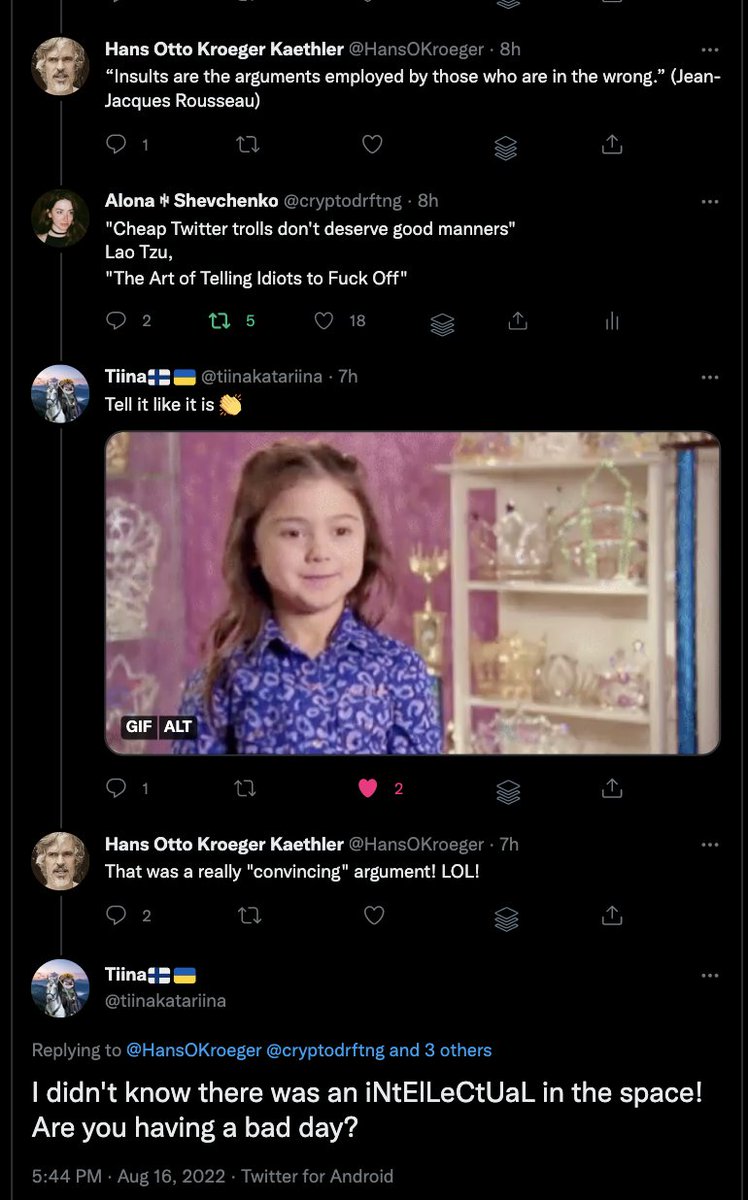 Hans Otto Kroeger Kaethler @HansOKroeger · 8h
“Insults are the arguments employed by those who are in the wrong.” (Jean-
Jacques Rousseau)
1
Alona Shevchenko @cryptodrftng · 8h
"Cheap Twitter trolls don't deserve good manners"
Lao Tzu,
"The Art of Telling Idiots to Fuck Off"
2 5 18
Tiina🇫🇮🇺🇦 @tiinakatariina · 7h
Tell it like it is 👏
GIF ALT
1 2
Hans Otto Kroeger Kaethler @HansOKroeger · 7h
That was a really "convincing" argument! LOL!
2
Tiina🇫🇮🇺🇦
@tiinakatariina
Replying to @HansOKroeger @cryptodrftng and 3 others
I didn't know there was an iNtElLeCtUaL in the space!
Are you having a bad day?
5:44 PM · Aug 16, 2022 · Twitter for Android